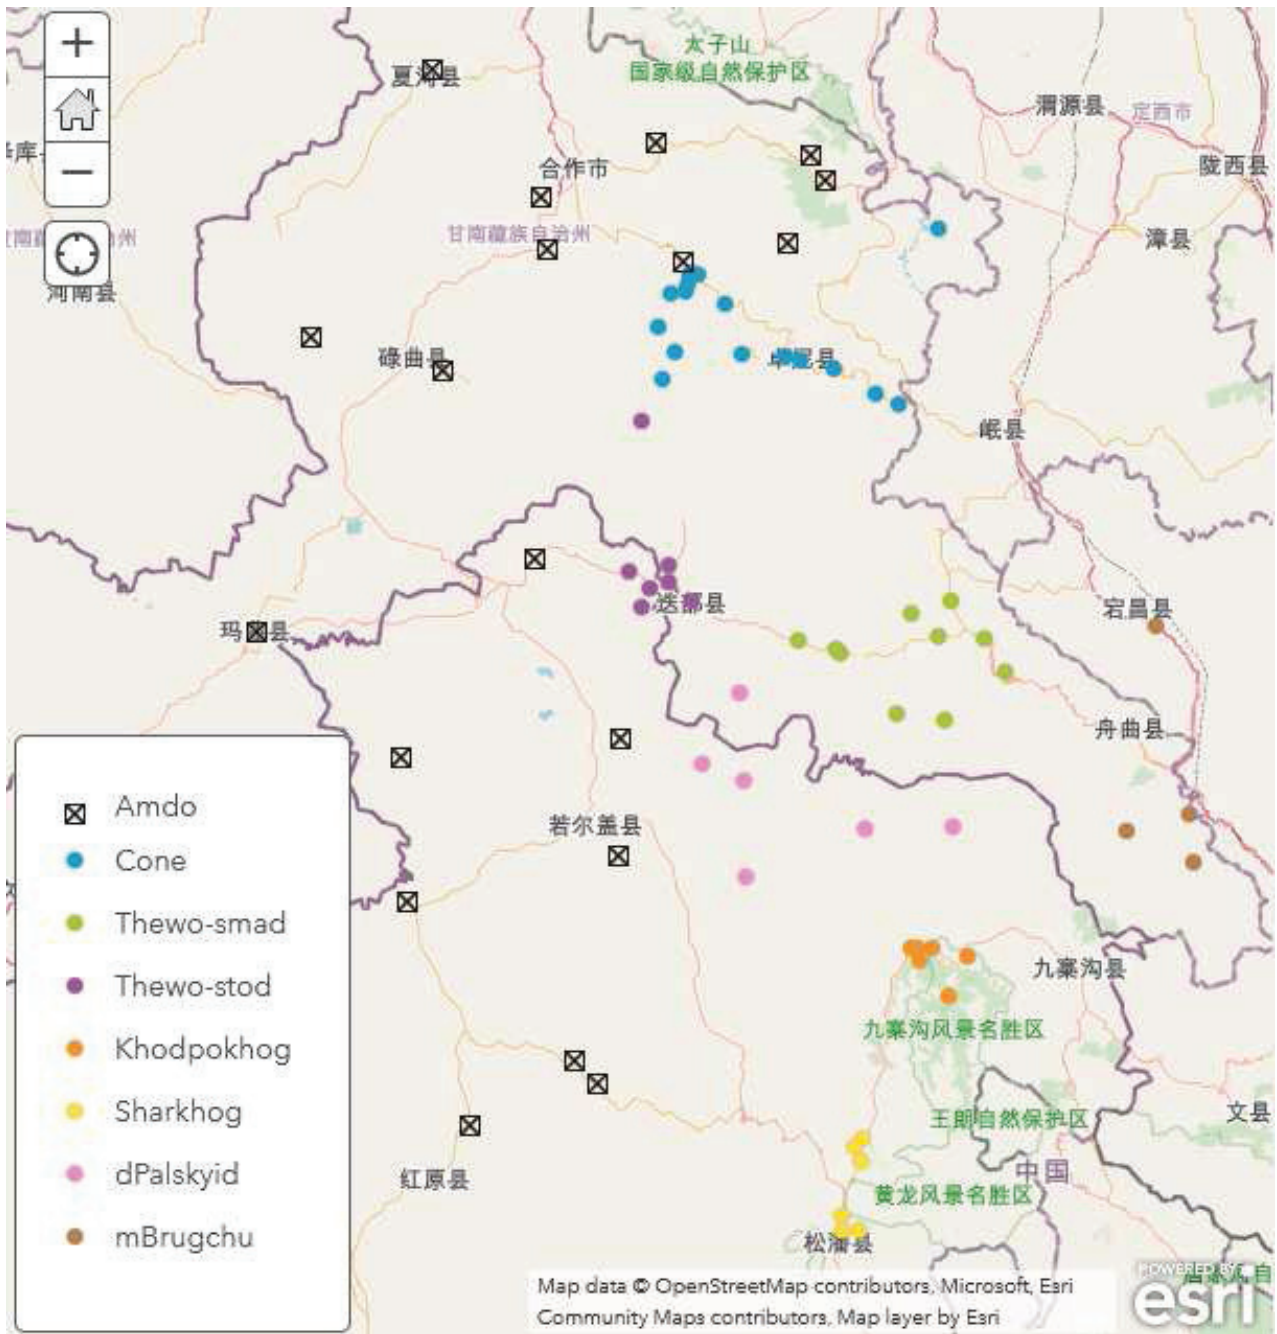 +
−
太子山
国家级自然保护区
夏河县
渭源县
定西市
陇西县
合作市
甘南藏族自治州
漳县
河南县
碌曲县
卓尼县
岷县
迭部县
宕昌县
玛曲县
舟曲县
若尔盖县
九寨沟县
九寨沟风景名胜区
王朗自然保护区
文县
中国
红原县
黄龙风景名胜区
松潘县
Amdo
Cone
Thewo-smad
Thewo-stod
Khodpokhog
Sharkhog
dPalskyid
mBrugchu
Map data © OpenStreetMap contributors, Microsoft, Esri
Community Maps contributors, Map layer by Esri
POWERED BY
esri